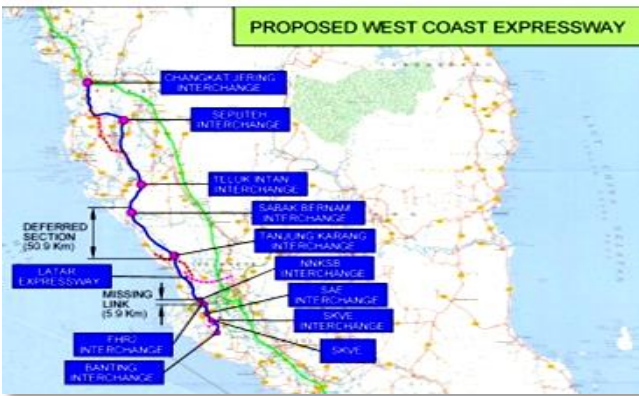 PROPOSED WEST COAST EXPRESSWAY
CHANGKAT JERING
INTERCHANGE
SEPUTEH
INTERCHANGE
TELUK INTAN
INTERCHANGE
SABAK BERNAM
INTERCHANGE
DEFERRED
SECTION
(50.9 Km)
TANJUNG KARANG
INTERCHANGE
NNKSB
INTERCHANGE
LATAR
EXPRESSWAY
SAE
INTERCHANGE
MISSING
LINK
(5.9 Km)
SKVE
INTERCHANGE
FHR2
INTERCHANGE
SKVE
BANTING
INTERCHANGE